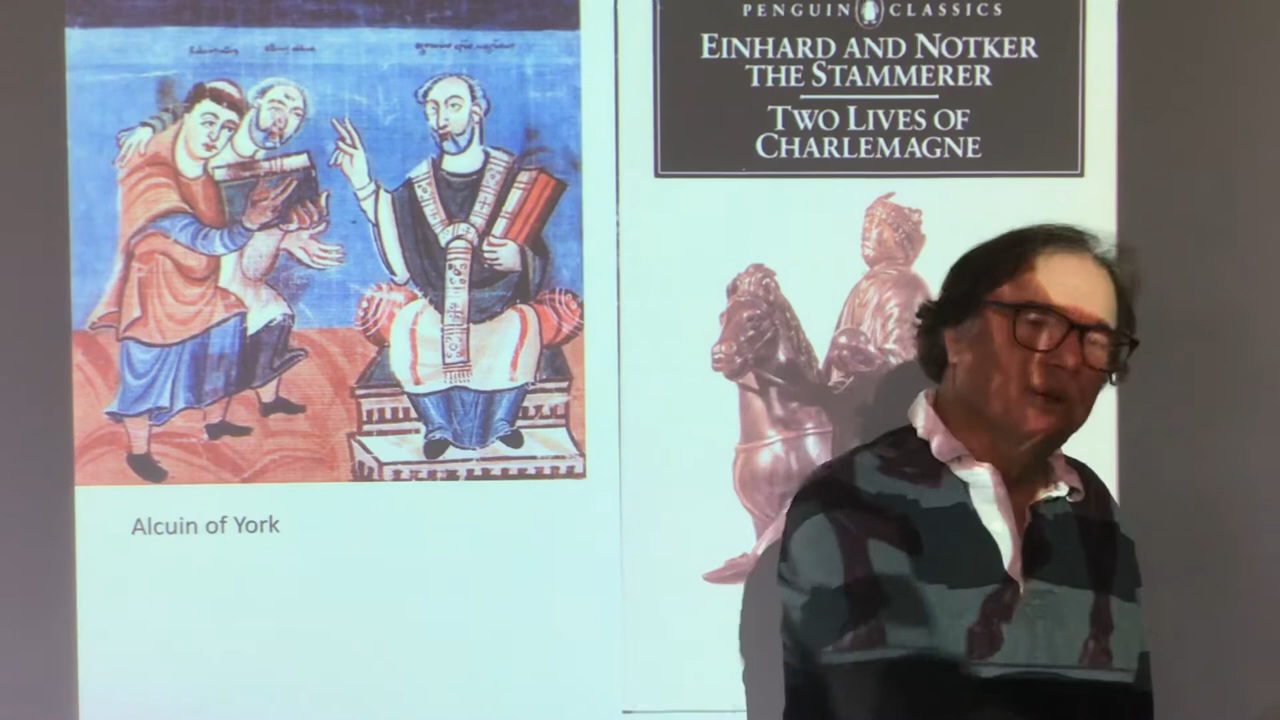 PENGUIN CLASSICS
EINHARD AND NOTKER
THE STAMMERER
TWO LIVES OF
CHARLEMAGNE
Alcuin of York